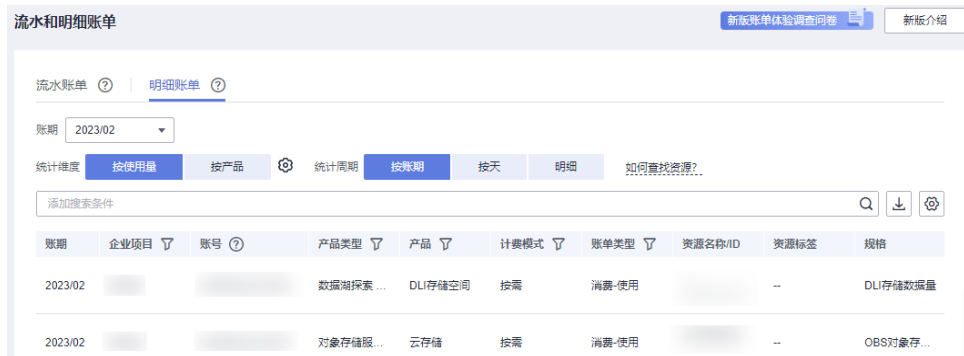 流水和明细账单 新版账单体验调查问卷 新版介绍
流水账单 ? 明细账单 ?
账期 2023/02
统计维度 按使用量 按产品 统计周期 按账期 按天 明细 如何查找资源?
添加搜索条件
账期 企业项目 账号 ? 产品类型 产品 计费模式 账单类型 资源名称/ID 资源标签 规格
2023/02 数据湖探索 ... DLI存储空间 按需 消费-使用 -- DLI存储数据量
2023/02 对象存储服... 云存储 按需 消费-使用 -- OBS对象存...